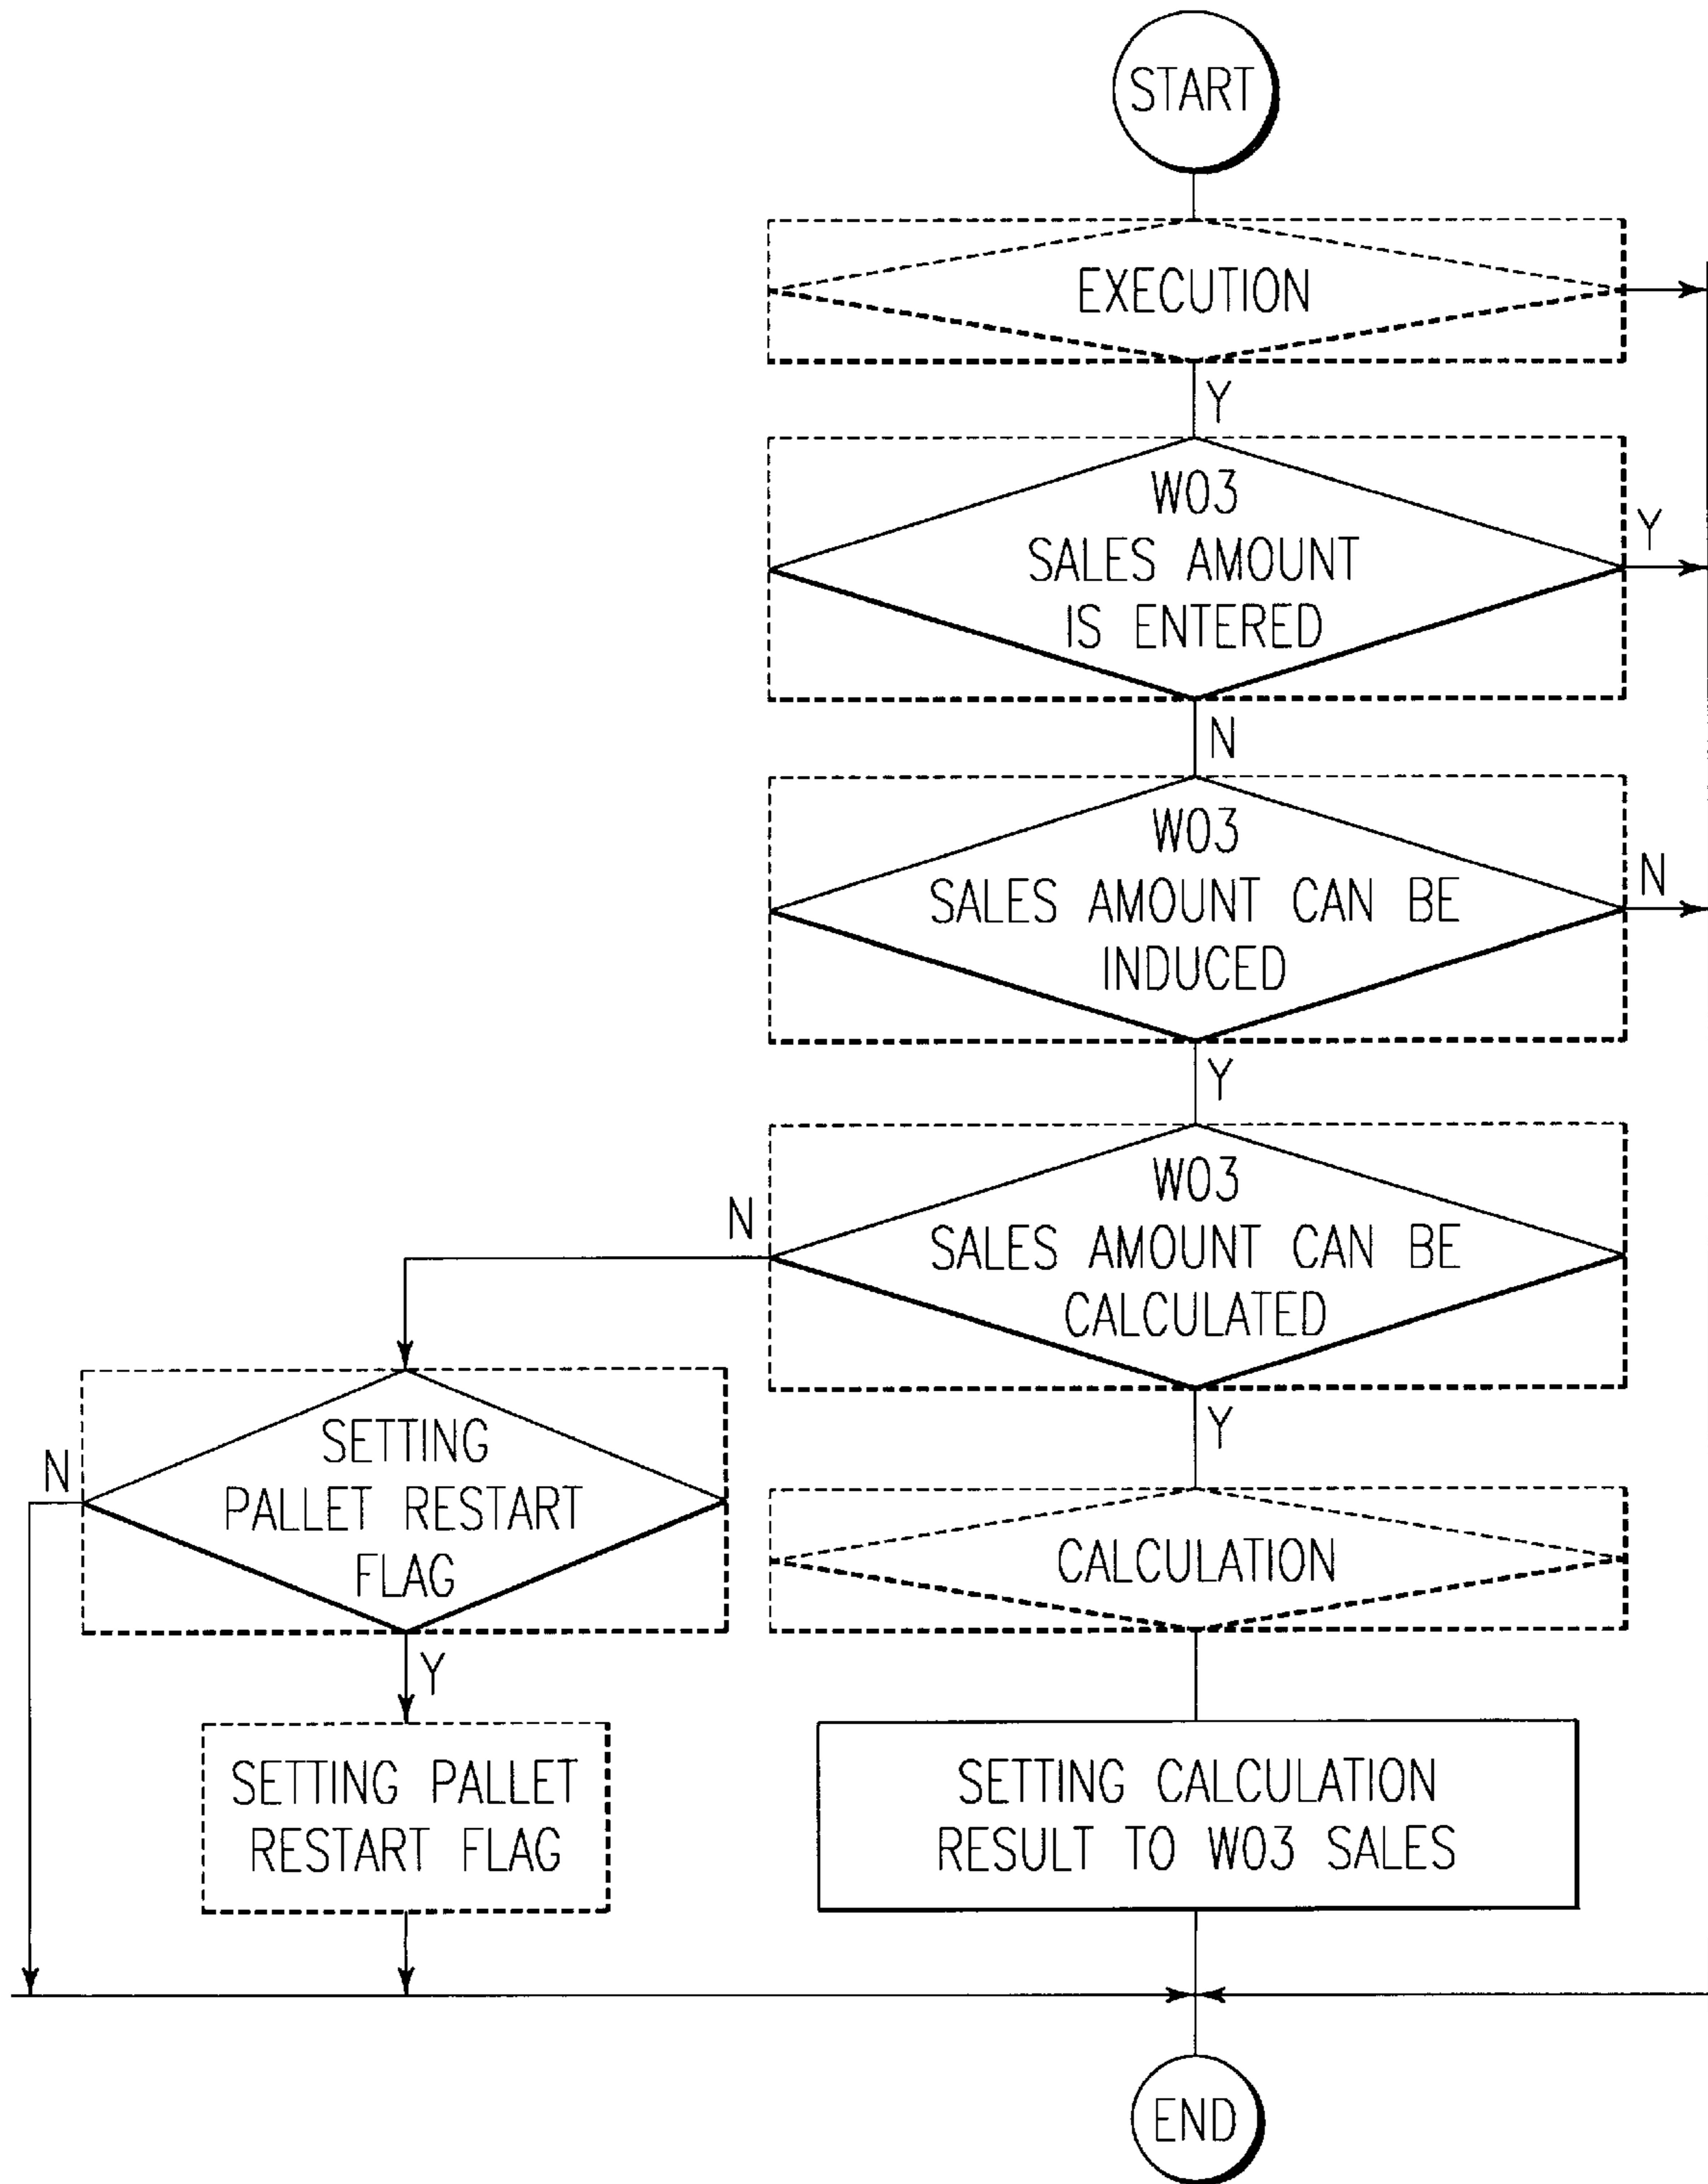 START
EXECUTION
Y
W03
SALES AMOUNT
IS ENTERED
Y
N
W03
SALES AMOUNT CAN BE
INDUCED
N
Y
W03
SALES AMOUNT CAN BE
CALCULATED
N
Y
SETTING
PALLET RESTART
FLAG
N
Y
CALCULATION
SETTING PALLET
RESTART FLAG
SETTING CALCULATION
RESULT TO W03 SALES
END